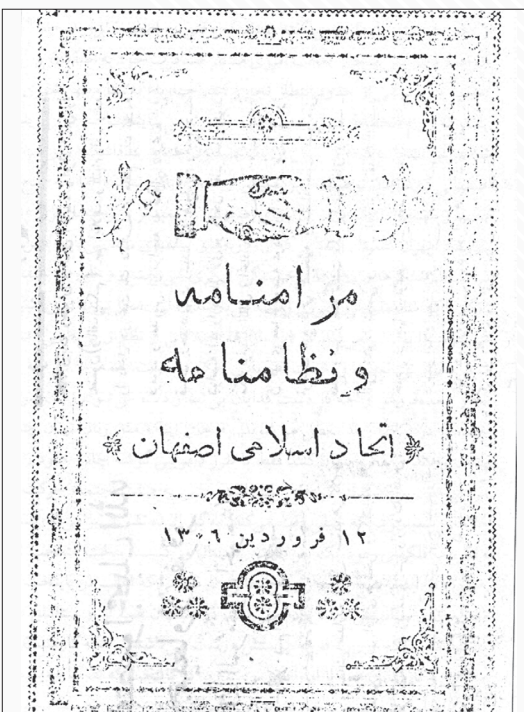 مرامنامه
و نظامنامه
اتحاد اسلامی اصفهان
۱۲ فروردین ۱۳۰۶